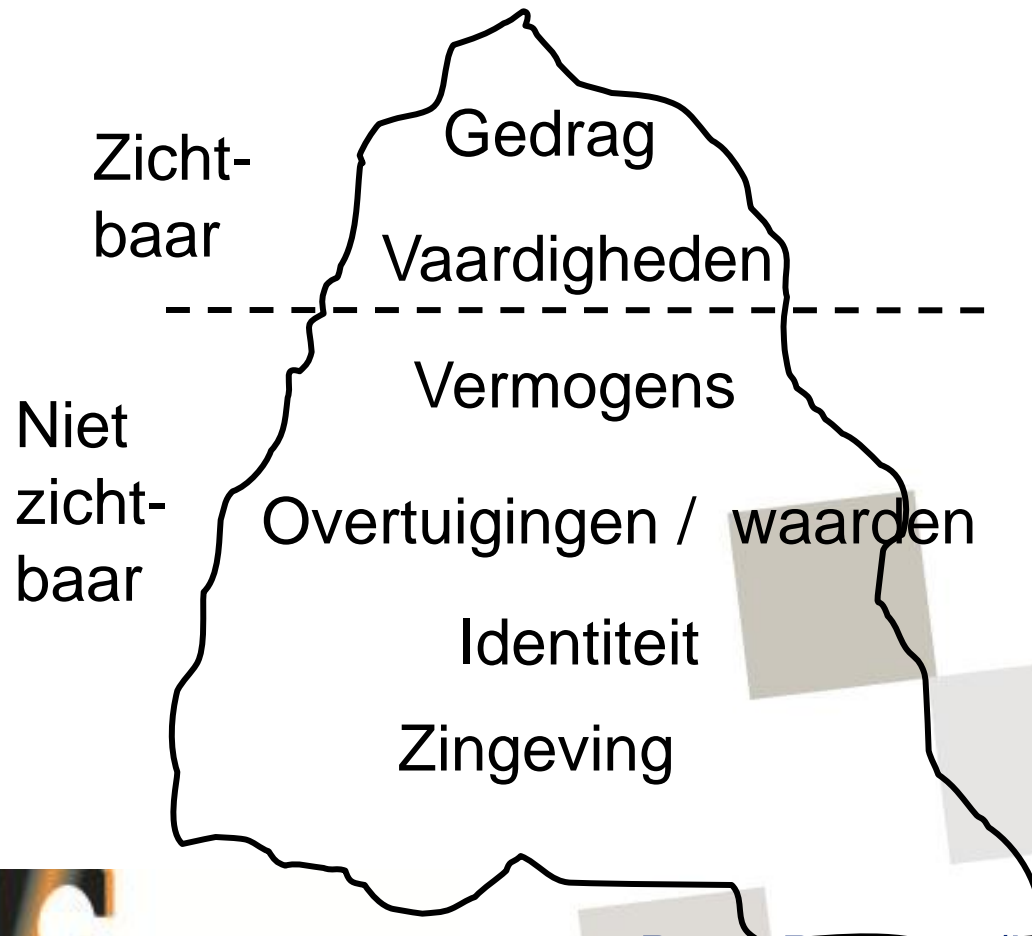 Zicht-
baar
Gedrag
Vaardigheden
Niet
zicht-
baar
Vermogens
Overtuigingen / waarden
Identiteit
Zingeving